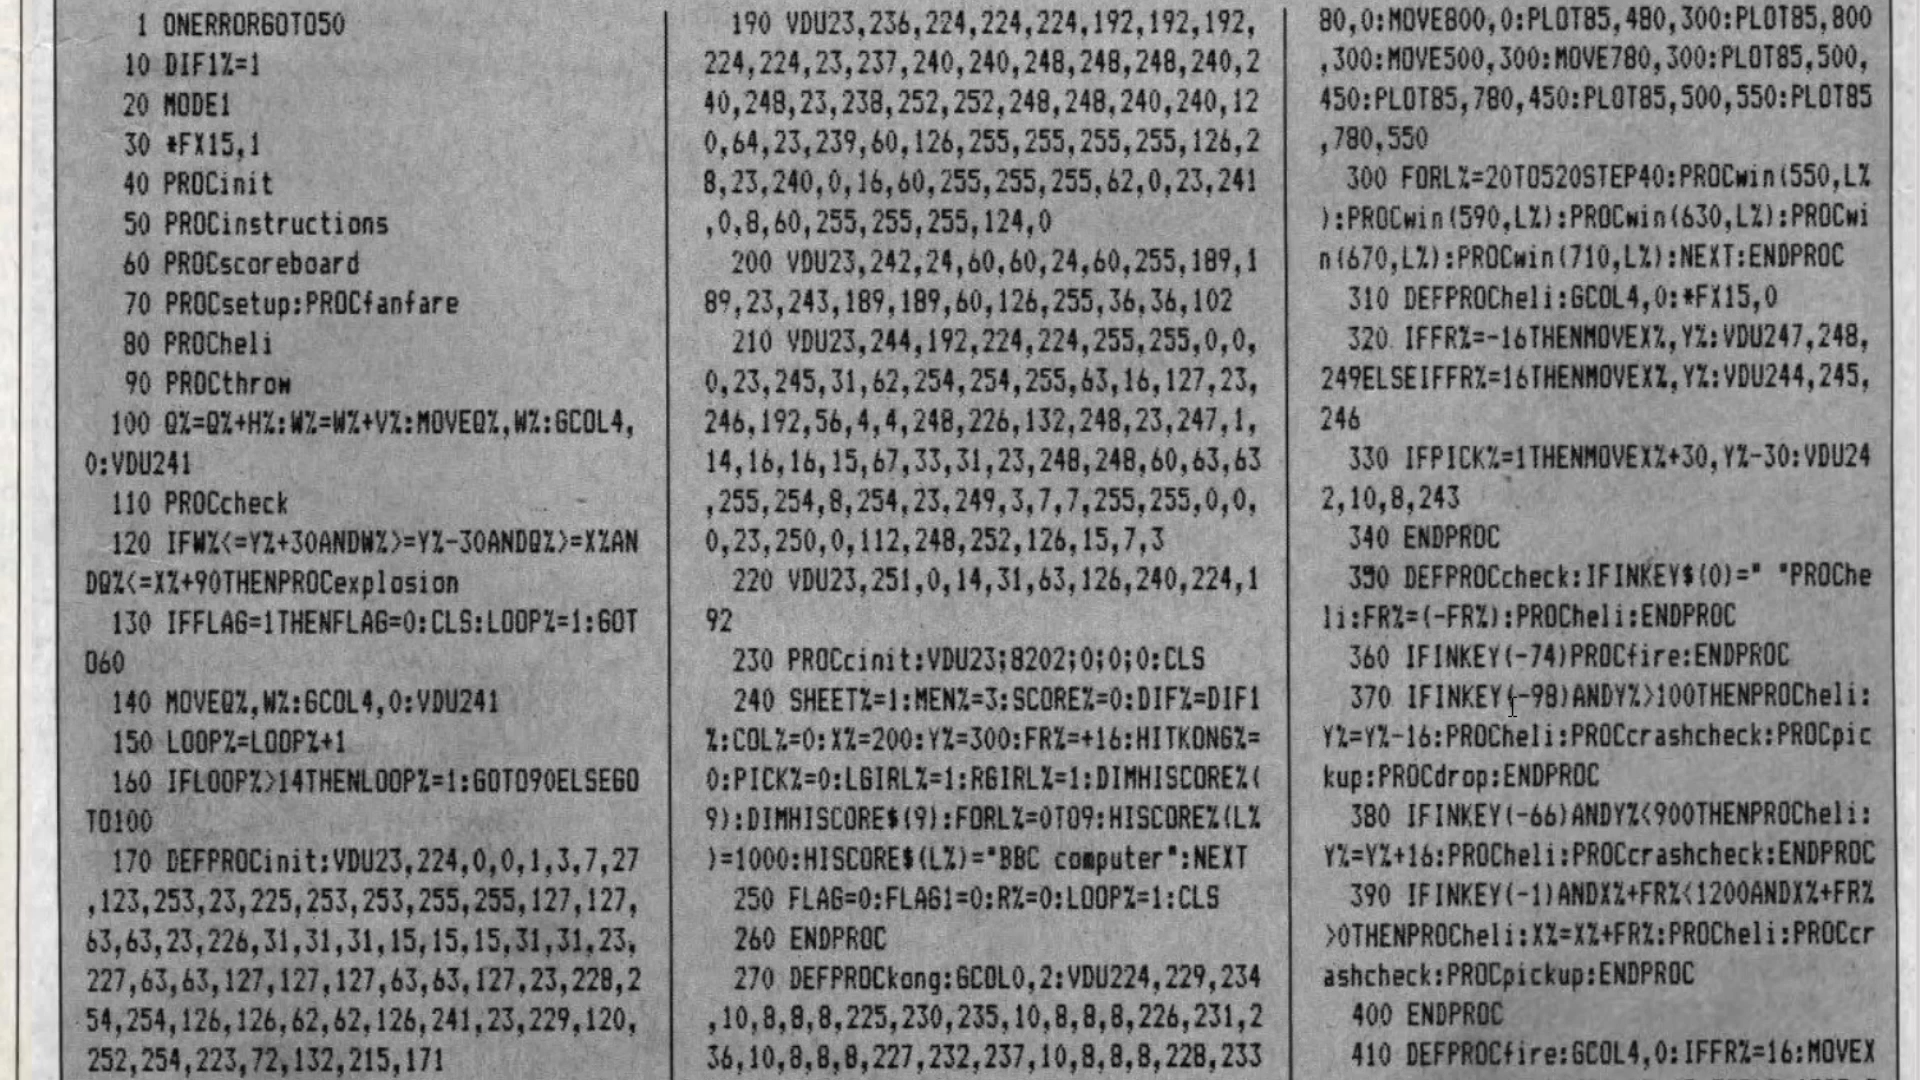 1 ONERRORGOTO50
10 DIF1%=1
20 MODE1
30 *FX15,1
40 PROCinit
50 PROCinstructions
60 PROCscoreboard
70 PROCsetup:PROCfanfare
80 PROCheli
90 PROCthrow
100 Q%=Q%+H%:W%=W%+V%:MOVEQ%,W%:GCOL4,
0:VDU241
110 PROCcheck
120 IFW%<=Y%+30ANDW%>=Y%-30ANDQ%>=X%AN
DQ%<=X%+90THENPROCexplosion
130 IFFLAG=1THENFLAG=0:CLS:LOOP%=1:GOT
O60
140 MOVEQ%,W%:GCOL4,0:VDU241
150 LOOP%=LOOP%+1
160 IFLOOP%>14THENLOOP%=1:GOTO90ELSEGO
TO100
170 DEFPROCinit:VDU23,224,0,0,1,3,7,27
,123,253,23,225,253,253,255,255,127,127,
63,63,23,226,31,31,31,15,15,15,31,31,23,
227,63,63,127,127,127,63,63,127,23,228,2
54,254,126,126,62,62,126,241,23,229,120,
252,254,223,72,132,215,171
190 VDU23,236,224,224,224,192,192,192,
224,224,23,237,240,240,248,248,248,240,2
40,248,23,238,252,252,248,248,240,240,12
0,64,23,239,60,126,255,255,255,255,126,2
8,23,240,0,16,60,255,255,255,62,0,23,241
,0,8,60,255,255,255,124,0
200 VDU23,242,24,60,60,24,60,255,189,1
89,23,243,189,189,60,126,255,36,36,102
210 VDU23,244,192,224,224,255,255,0,0,
0,23,245,31,62,254,254,255,63,16,127,23,
246,192,56,4,4,248,226,132,248,23,247,1,
14,16,16,15,67,33,31,23,248,248,60,63,63
,255,254,8,254,23,249,3,7,7,255,255,0,0,
0,23,250,0,112,248,252,126,15,7,3
220 VDU23,251,0,14,31,63,126,240,224,1
92
230 PROCcinit:VDU23;8202;0;0;0:CLS
240 SHEET%=1:MEN%=3:SCORE%=0:DIF%=DIF1
%:COL%=0:X%=200:Y%=300:FR%=+16:HITKONG%=
0:PICK%=0:LGIRL%=1:RGIRL%=1:DIMHISCORE%(
9):DIMHISCORE$(9):FORL%=0TO9:HISCORE%(L%
)=1000:HISCORE$(L%)="BBC computer":NEXT
250 FLAG=0:FLAG1=0:R%=0:LOOP%=1:CLS
260 ENDPROC
270 DEFPROCkong:GCOL0,2:VDU224,229,234
,10,8,8,8,225,230,235,10,8,8,8,226,231,2
36,10,8,8,8,227,232,237,10,8,8,8,228,233
80,0:MOVE800,0:PLOT85,480,300:PLOT85,800
,300:MOVE500,300:MOVE780,300:PLOT85,500,
450:PLOT85,780,450:PLOT85,500,550:PLOT85
,780,550
300 FORL%=20TO520STEP40:PROCwin(550,L%
):PROCwin(590,L%):PROCwin(630,L%):PROCwi
n(670,L%):PROCwin(710,L%):NEXT:ENDPROC
310 DEFPROCheli:GCOL4,0:*FX15,0
320 IFFR%=-16THENMOVEX%,Y%:VDU247,248,
249ELSEIFFR%=16THENMOVEX%,Y%:VDU244,245,
246
330 IFPICK%=1THENMOVEX%+30,Y%-30:VDU24
2,10,8,243
340 ENDPROC
350 DEFPROCcheck:IFINKEY$(0)=" "PROChe
li:FR%=(-FR%):PROCheli:ENDPROC
360 IFINKEY(-74)PROCfire:ENDPROC
370 IFINKEY(-98)ANDY%>100THENPROCheli:
Y%=Y%-16:PROCheli:PROCcrashcheck:PROCpic
kup:PROCdrop:ENDPROC
380 IFINKEY(-66)ANDY%<900THENPROCheli:
Y%=Y%+16:PROCheli:PROCcrashcheck:ENDPROC
390 IFINKEY(-1)ANDX%+FR%<1200ANDX%+FR%
>0THENPROCheli:X%=X%+FR%:PROCheli:PROCcr
ashcheck:PROCpickup:ENDPROC
400 ENDPROC
410 DEFPROCfire:GCOL4,0:IFFR%=16:MOVEX